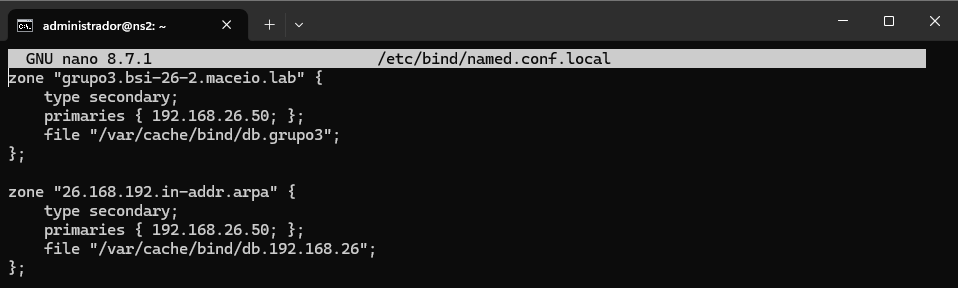 administrador@ns2: ~
GNU nano 8.7.1 /etc/bind/named.conf.local
zone "grupo3.bsi-26-2.maceio.lab" {
    type secondary;
    primaries { 192.168.26.50; };
    file "/var/cache/bind/db.grupo3";
};

zone "26.168.192.in-addr.arpa" {
    type secondary;
    primaries { 192.168.26.50; };
    file "/var/cache/bind/db.192.168.26";
};